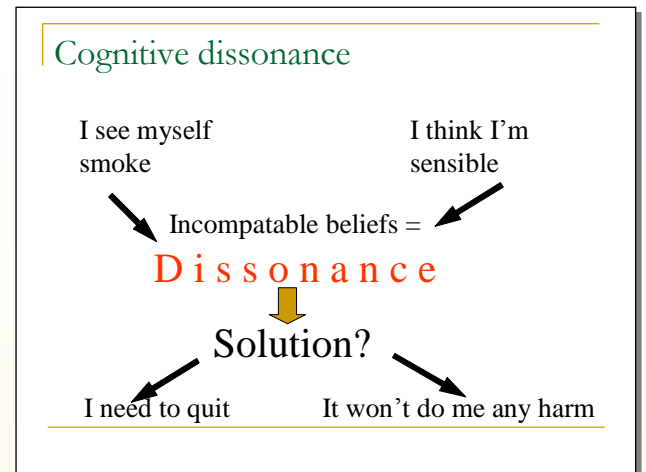 Cognitive dissonance
I see myself
smoke
I think I'm
sensible
Incompatable beliefs =
D i s s o n a n c e
Solution?
I need to quit
It won't do me any harm